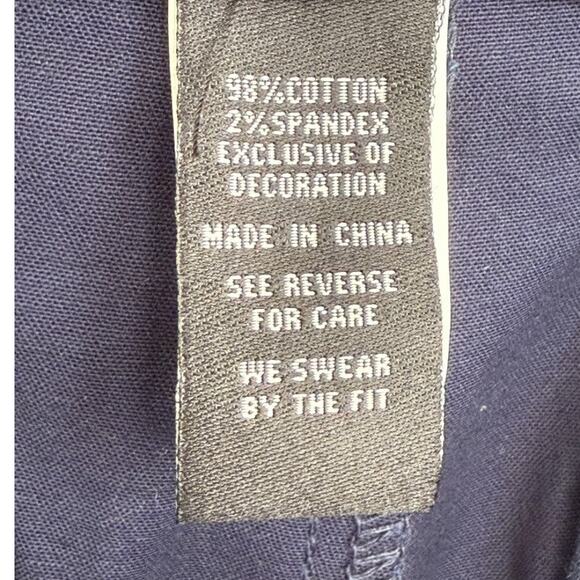 98%COTTON
2%SPANDEX
EXCLUSIVE OF
DECORATION
MADE IN CHINA
SEE REVERSE
FOR CARE
WE SWEAR
BY THE FIT